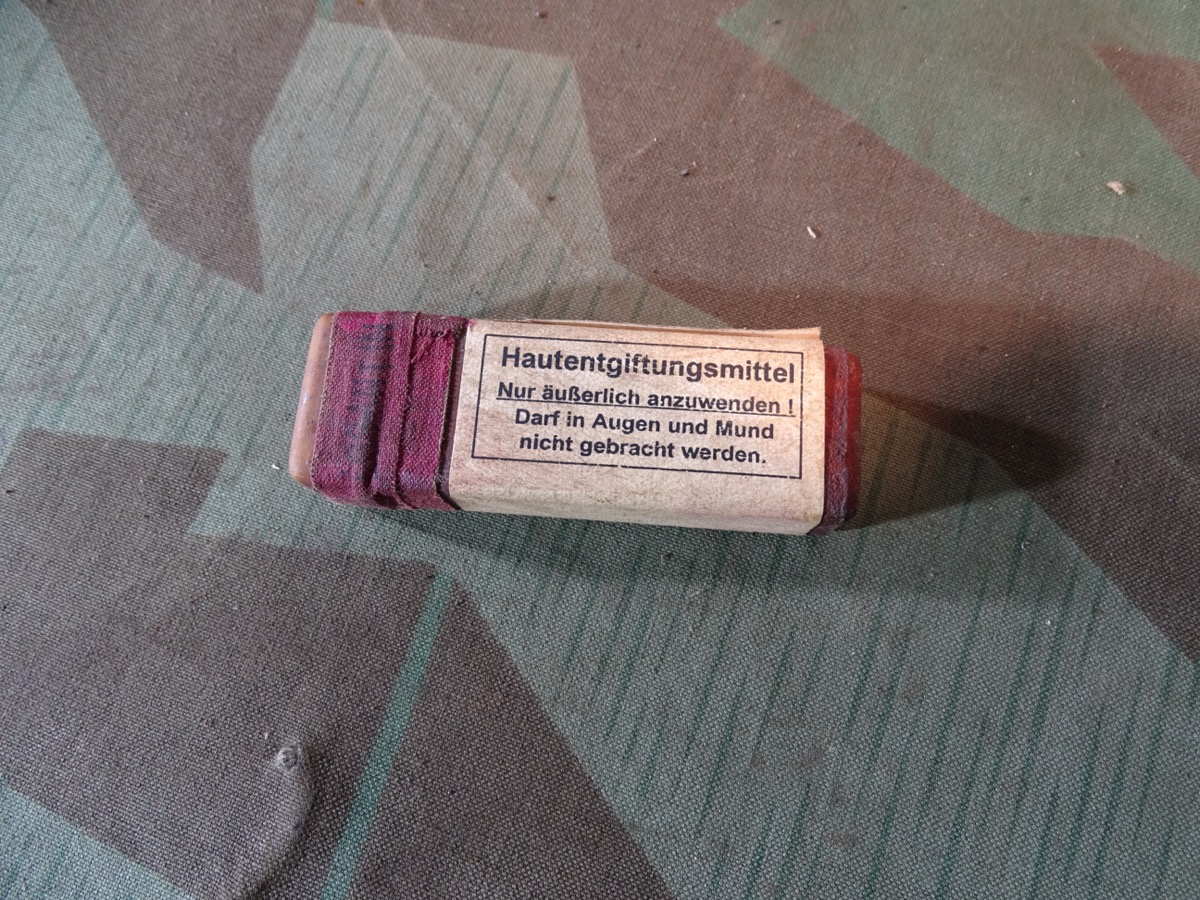 Hautentgiftungsmittel
Nur äußerlich anzuwenden !
Darf in Augen und Mund
nicht gebracht werden.